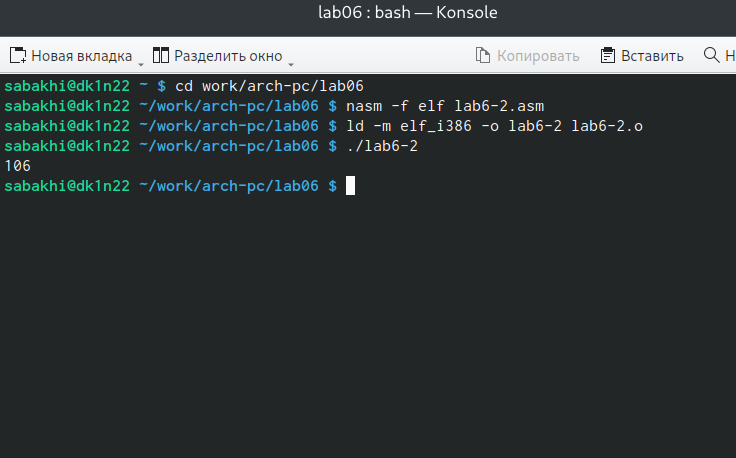 lab06 : bash — Konsole
Новая вкладка Разделить окно Копировать Вставить Н
sabakhi@dk1n22 ~ $ cd work/arch-pc/lab06
sabakhi@dk1n22 ~/work/arch-pc/lab06 $ nasm -f elf lab6-2.asm
sabakhi@dk1n22 ~/work/arch-pc/lab06 $ ld -m elf_i386 -o lab6-2 lab6-2.o
sabakhi@dk1n22 ~/work/arch-pc/lab06 $ ./lab6-2
106
sabakhi@dk1n22 ~/work/arch-pc/lab06 $